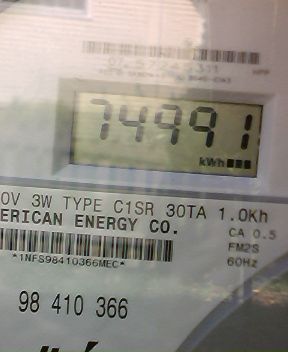 74991
kWh
0V 3W TYPE C1SR 30TA 1.0Kh
ERICAN ENERGY CO.
CA 0.5
FM2S
*1NFS98410366MEC*
60Hz
98 410 366